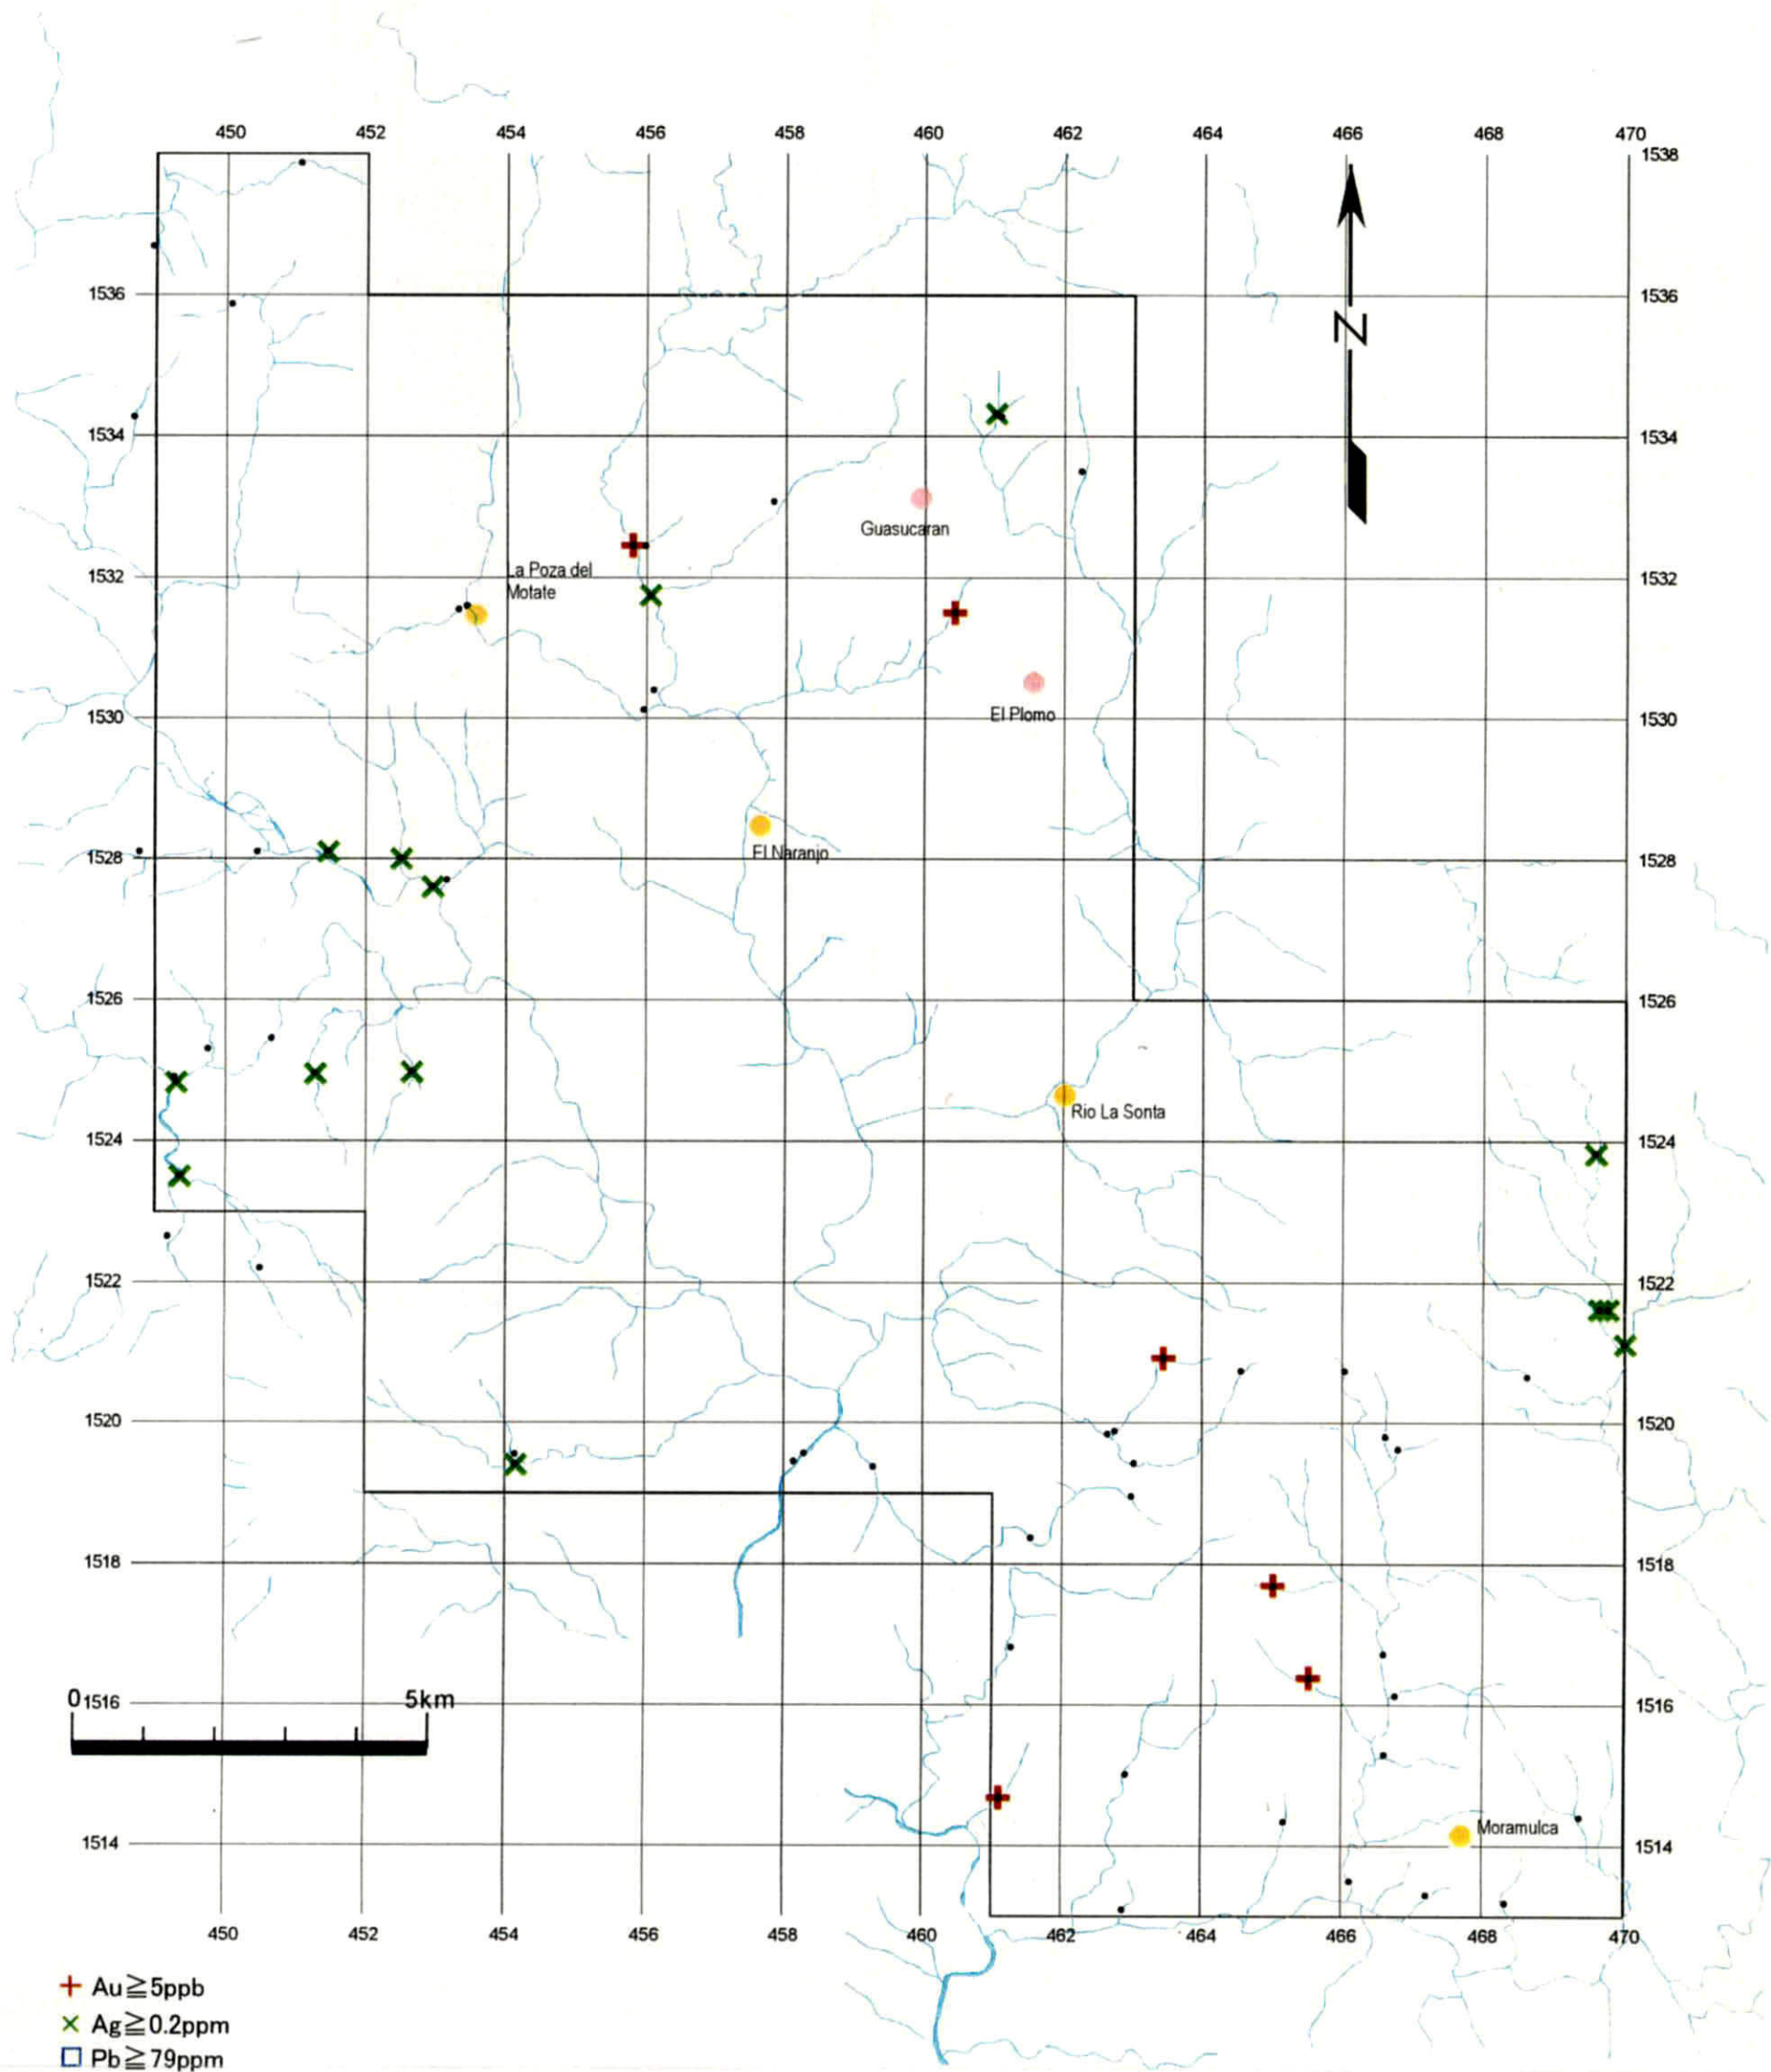 450 452 454 456 458 460 462 464 466 468 470
1538
1536 1536
N
1534 1534
Guasucaran
La Poza del
Motate
1532 1532
El Plomo
1530 1530
El Naranjo
1528 1528
1526 1526
Rio La Sonta
1524 1524
1522 1522
1520 1520
1518 1518
0 1516 5km 1516
Moramulca
1514 1514
450 452 454 456 458 460 462 464 466 468 470
Au≧5ppb
Ag≧0.2ppm
Pb≧79ppm